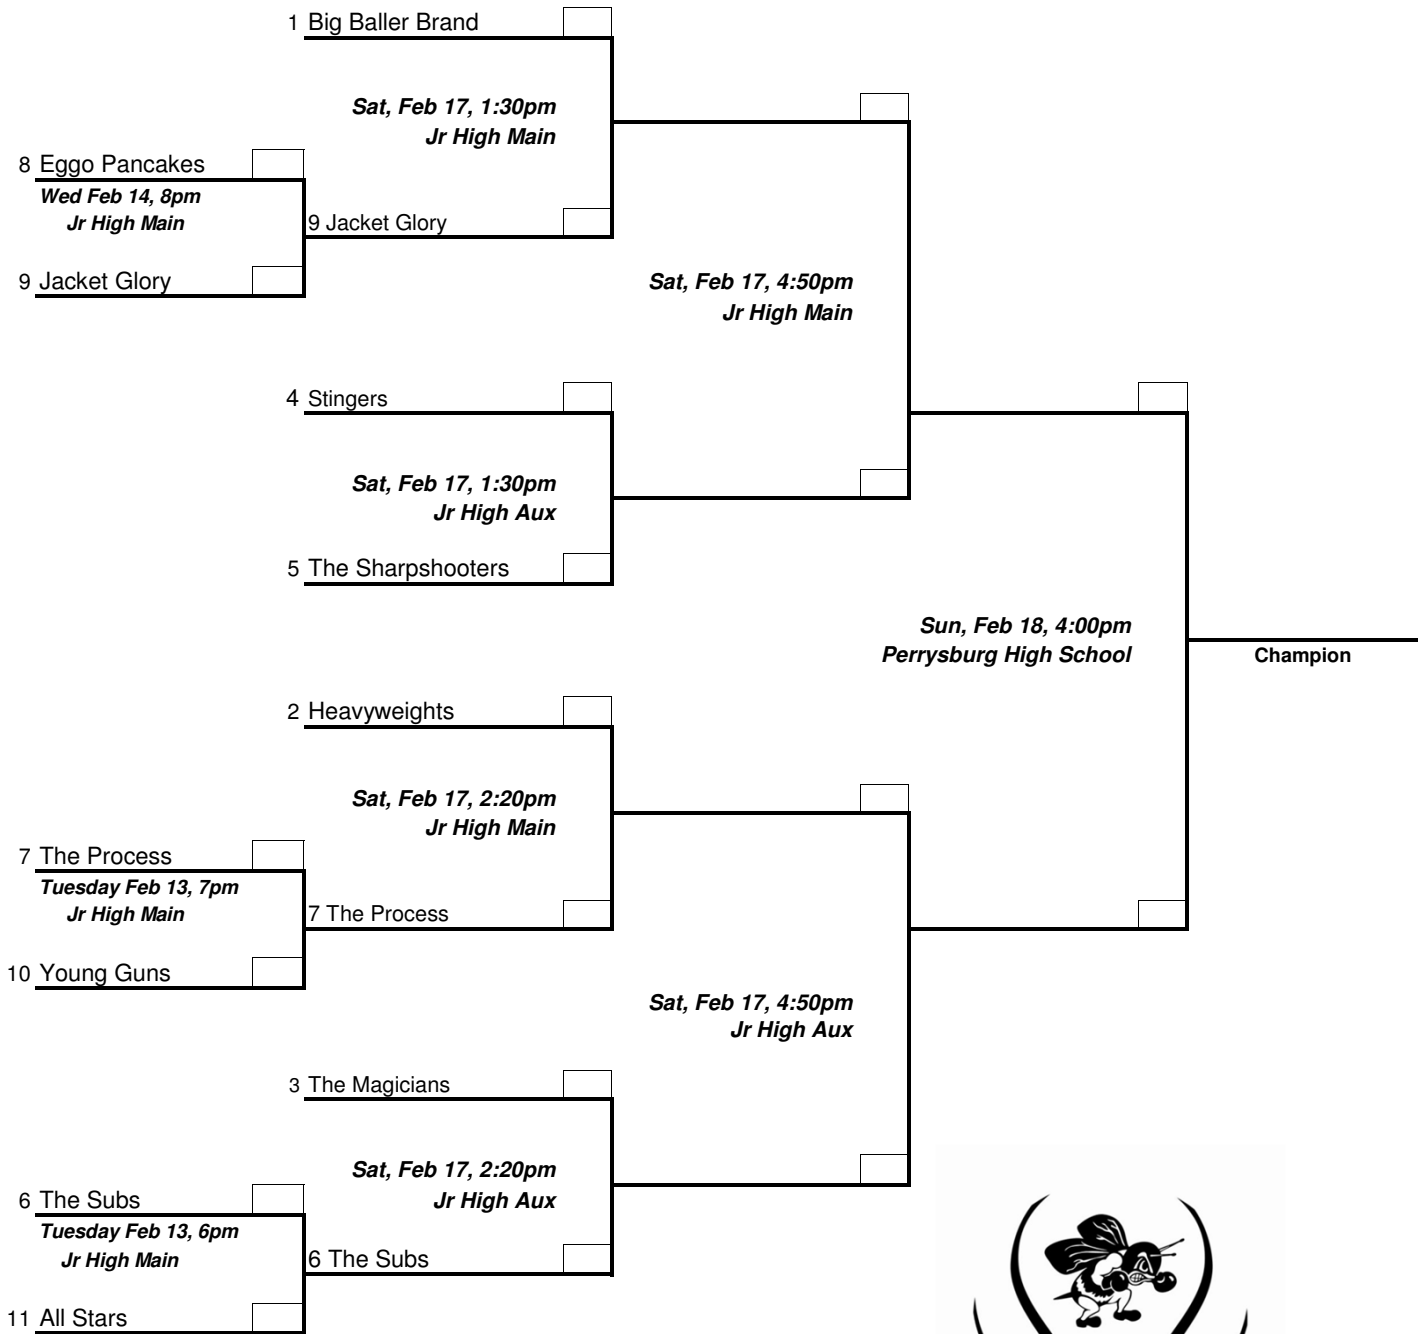 1 Big Baller Brand
Sat, Feb 17, 1:30pm
Jr High Main
8 Eggo Pancakes
Wed Feb 14, 8pm
Jr High Main
9 Jacket Glory
9 Jacket Glory
Sat, Feb 17, 4:50pm
Jr High Main
4 Stingers
Sat, Feb 17, 1:30pm
Jr High Aux
5 The Sharpshooters
Sun, Feb 18, 4:00pm
Perrysburg High School
Champion
2 Heavyweights
Sat, Feb 17, 2:20pm
Jr High Main
7 The Process
Tuesday Feb 13, 7pm
Jr High Main
7 The Process
10 Young Guns
Sat, Feb 17, 4:50pm
Jr High Aux
3 The Magicians
Sat, Feb 17, 2:20pm
Jr High Aux
6 The Subs
Tuesday Feb 13, 6pm
Jr High Main
6 The Subs
11 All Stars